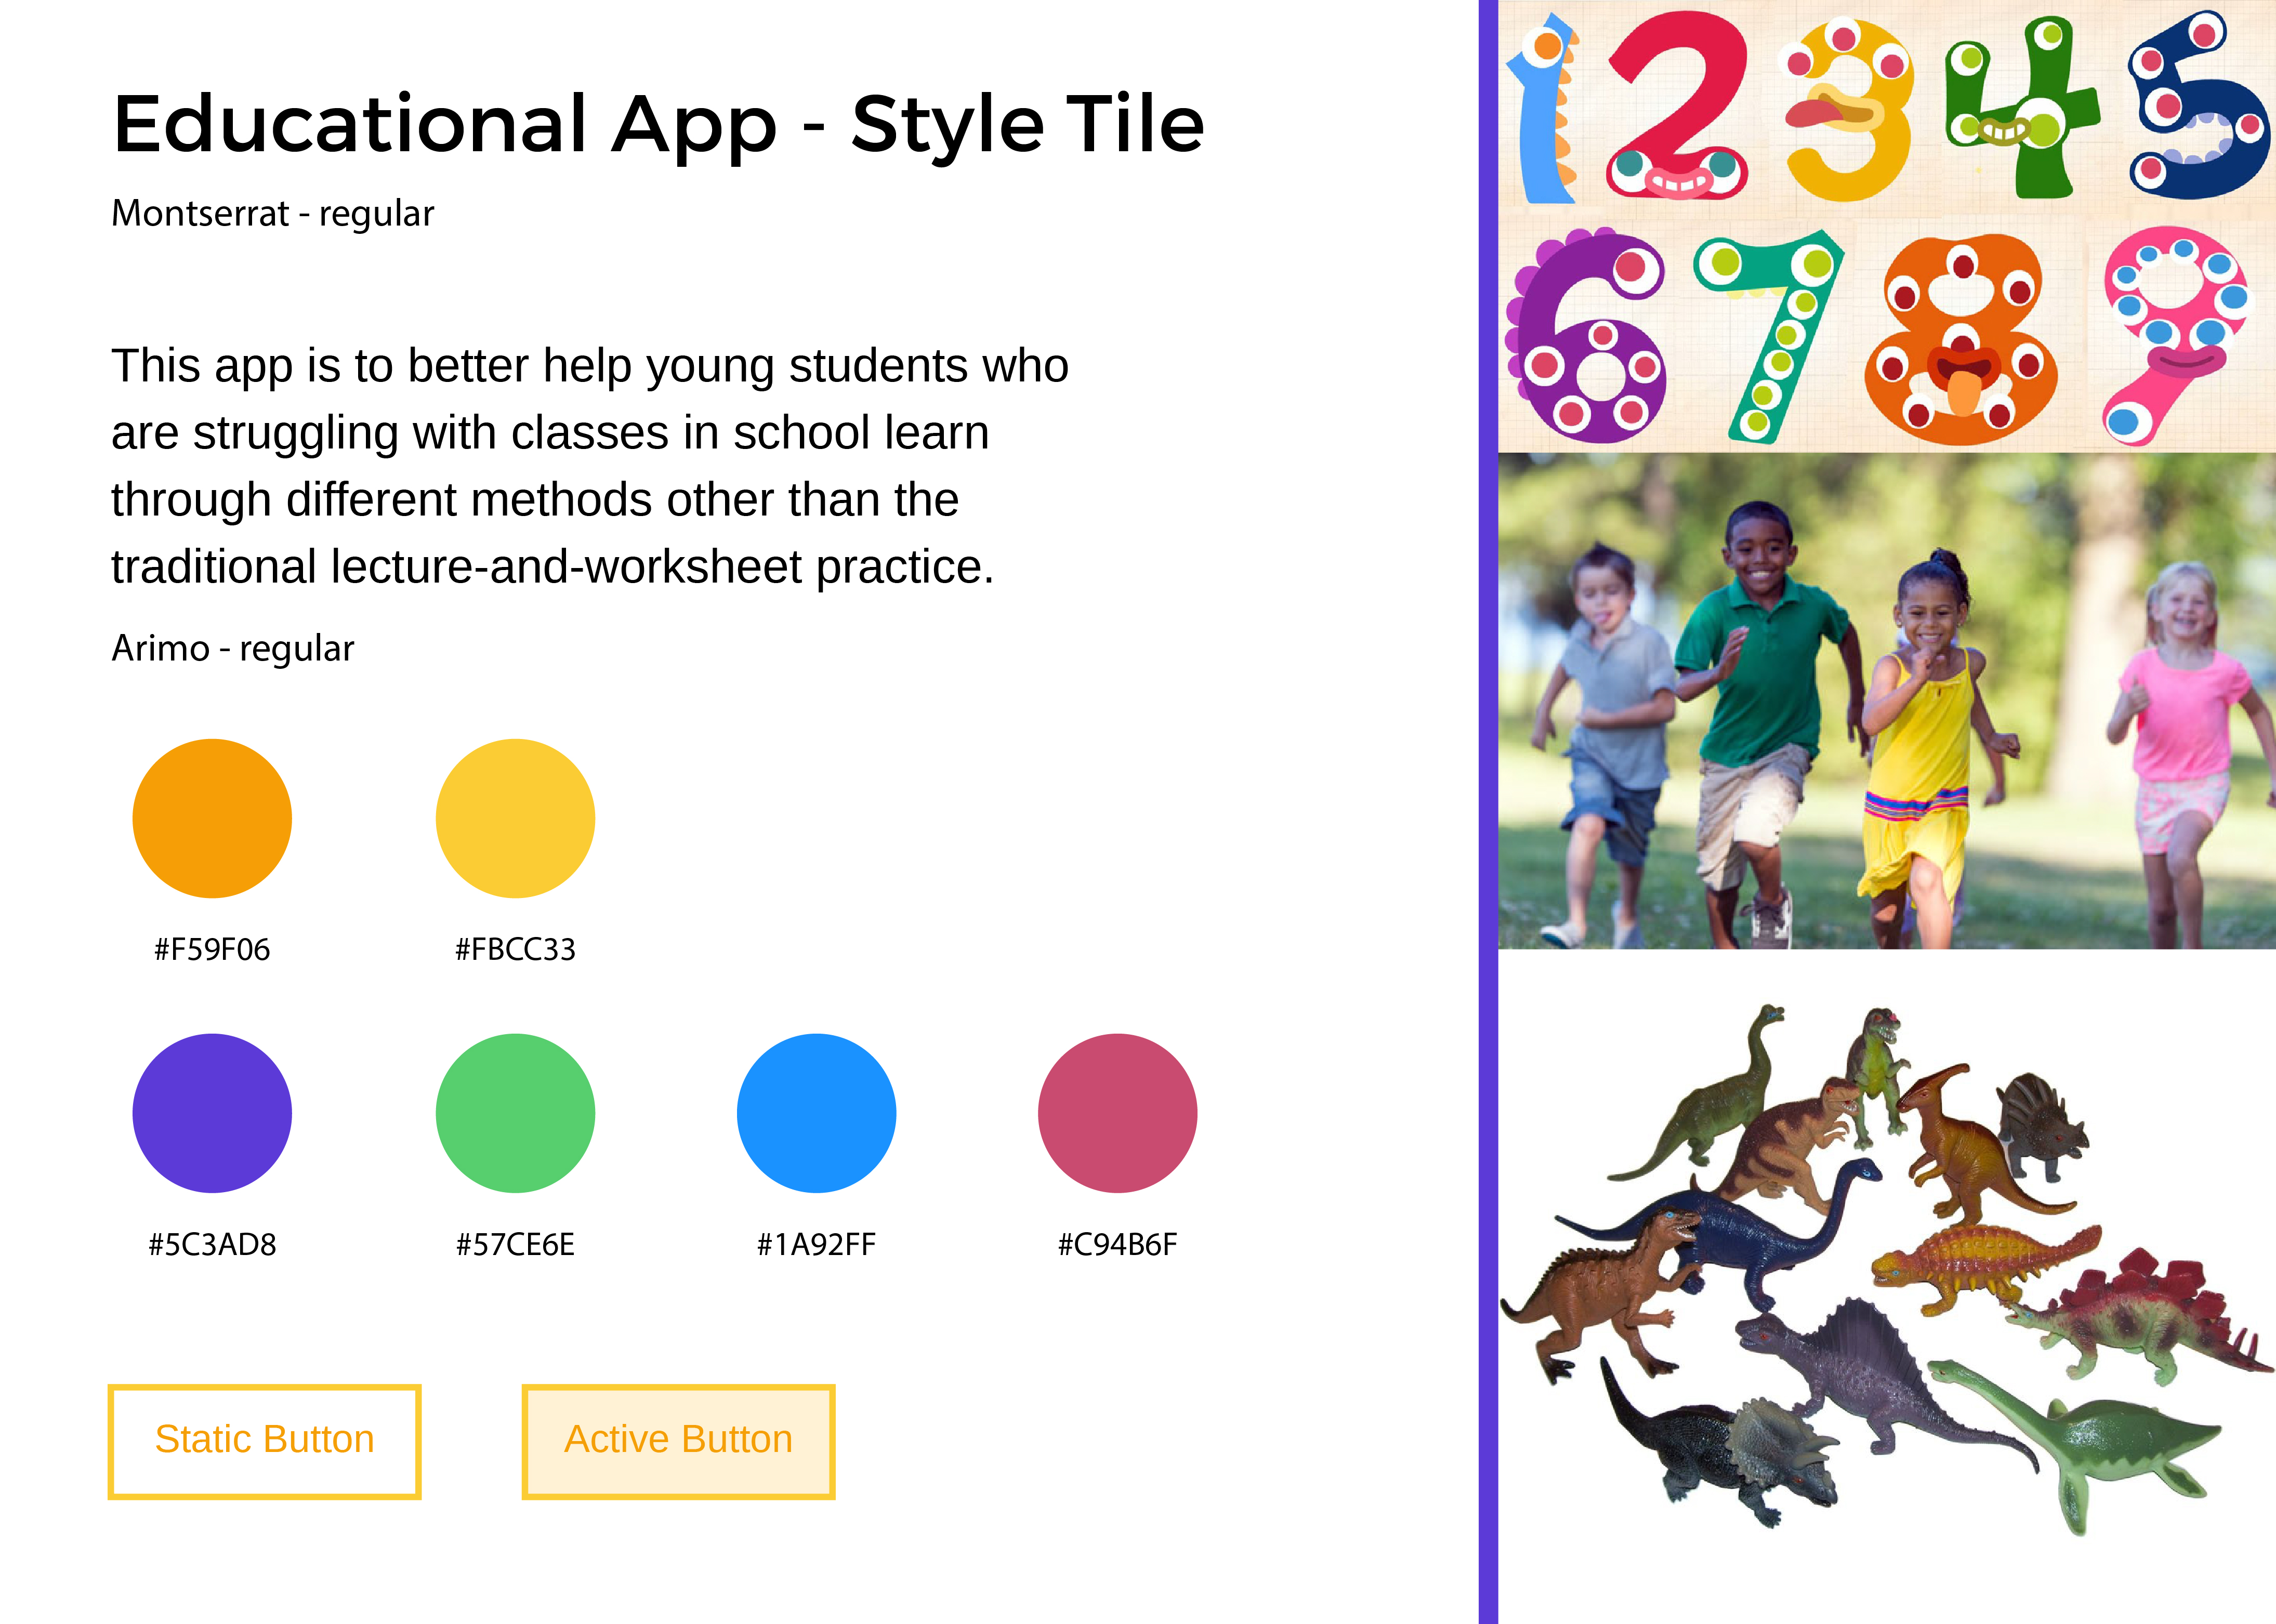 Educational App - Style Tile
Montserrat - regular
This app is to better help young students who
are struggling with classes in school learn
through different methods other than the
traditional lecture-and-worksheet practice.
Arimo - regular
#F59F06 #FBCC33
#5C3AD8 #57CE6E #1A92FF #C94B6F
Static Button Active Button
1 2 3 4 5
6 7 8 9